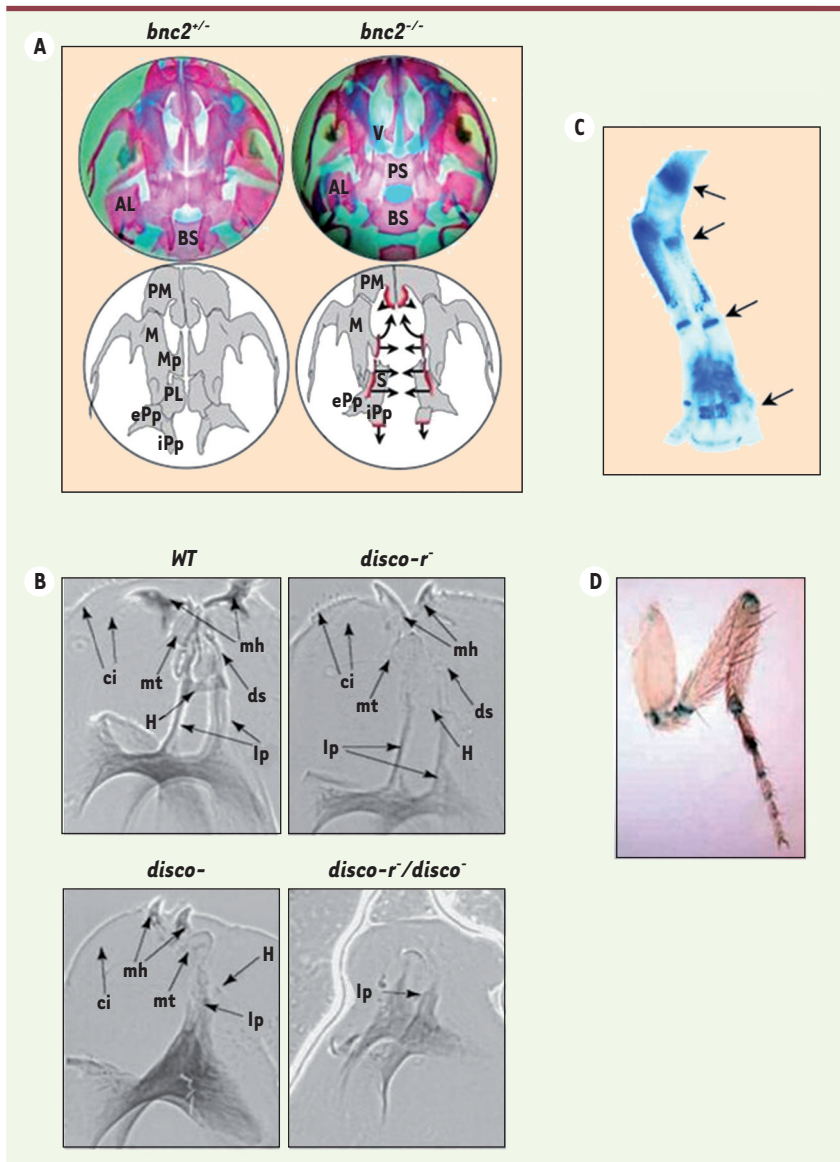 bnc2+/- bnc2-/-
A
V
PS
AL AL
BS BS
PM PM
M M
Mp
PL S
ePp ePp
iPp iPp
C
B
WT disco-r-
mh mh
ci mt ci mt
ds ds
H H
lp lp
D
disco- disco-r-/disco-
H
mh
ci mt lp
lp